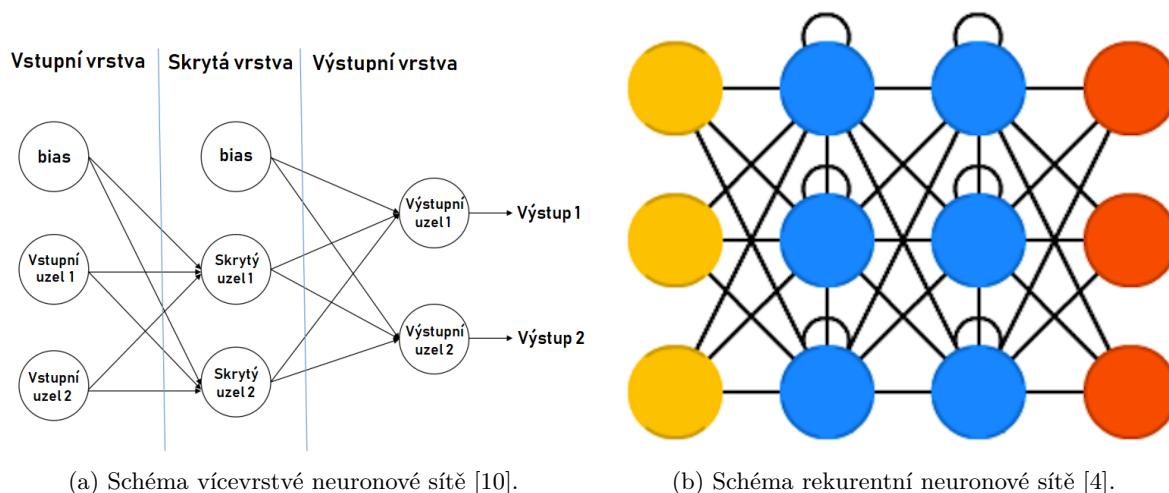 Vstupní vrstva
Skrytá vrstva
Výstupní vrstva
bias
bias
Vstupní
uzel 1
Vstupní
uzel 2
Skrytý
uzel 1
Skrytý
uzel 2
Výstupní
uzel 1
Výstupní
uzel 2
Výstup 1
Výstup 2
(a) Schéma vícevrstvé neuronové sítě [10].
(b) Schéma rekurentní neuronové sítě [4].